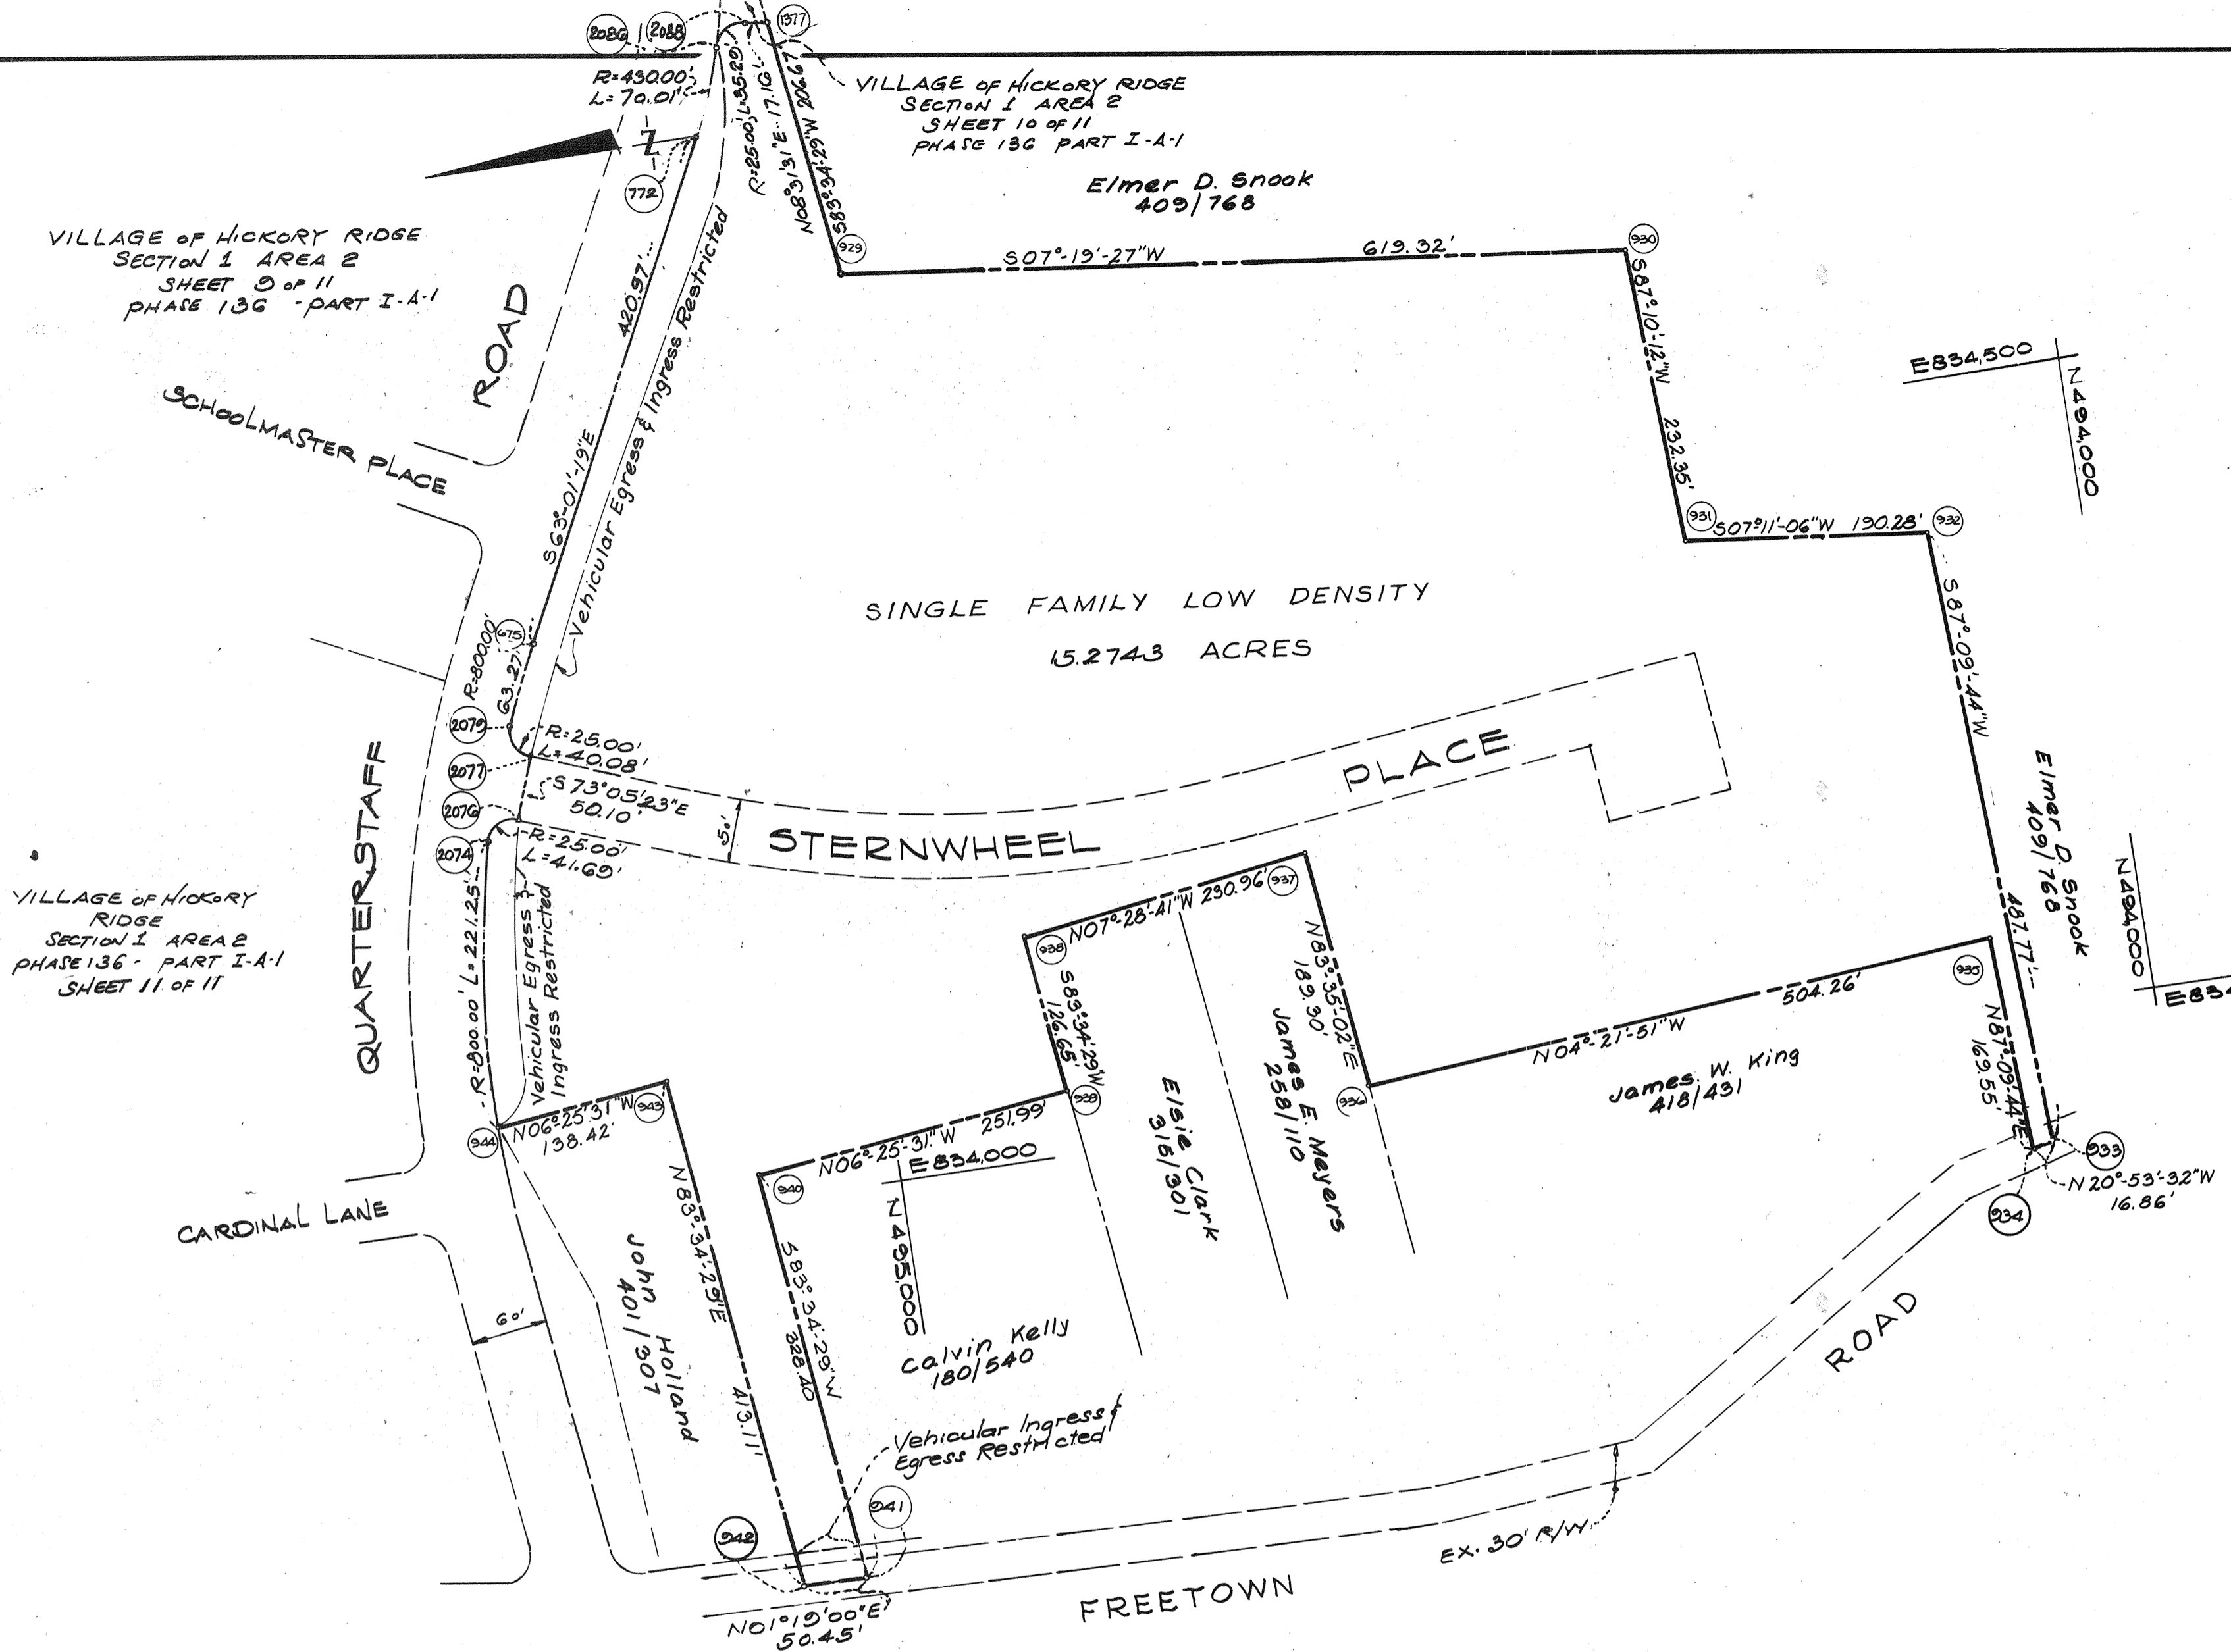 2086
2088
1377
R=430.00'
L=70.01'
R=25.00', L=35.29'
N08°31'31"E 17.16'
S83°-34'-29"W 206.67'
VILLAGE OF HICKORY RIDGE
SECTION 1 AREA 2
SHEET 10 OF 11
PHASE 136 PART I-A-1
Elmer D. Snook
409/768
N
772
VILLAGE OF HICKORY RIDGE
SECTION 1 AREA 2
SHEET 9 OF 11
PHASE 136 - PART I-A-1
ROAD
420.97'
S63°-01'-19"E
Vehicular Egress & Ingress Restricted
929
S07°-19'-27"W 619.32'
930
S87°-10'-12"W
232.35'
E834,500
N494,000
SCHOOLMASTER PLACE
931
S07°11'-06"W 190.28'
932
S87°-09'-44"W
487.77'
SINGLE FAMILY LOW DENSITY
15.2743 ACRES
675
R=800.00'
63.27'
2079
R=25.00'
L=40.08'
2077
S73°05'23"E
50.10'
2076
R=25.00'
L=41.69'
2074
50'
STERNWHEEL
PLACE
Elmer D. Snook
409/768
N494,000
E834
QUARTERSTAFF
VILLAGE OF HICKORY
RIDGE
SECTION 1 AREA 2
PHASE 136 - PART I-A-1
SHEET 11 OF 11
R=800.00' L=221.25'
Vehicular Egress &
Ingress Restricted
938
N07°-28'-41"W 230.96'
937
S83°-34'-29"W
126.65'
N83°-35'-02"E
189.30'
935
504.26'
N04°-21'-51"W
N87°-09'-44"E
169.55'
James E. Meyers
258/110
James W. King
418/431
944
N06°25'31"W
138.42'
943
939
936
N06°-25'-31"W 251.99'
Elsie Clark
316/301
933
N20°-53'-32"W
16.86'
934
940
E834,000
N495,000
CARDINAL LANE
N83°-34'-29"E
413.11'
S83°-34'-29"W
328.40
John Holland
401/307
Calvin Kelly
180/540
60'
ROAD
Vehicular Ingress &
Egress Restricted
942
941
EX. 30' R/W
FREETOWN
N01°19'00"E
50.45'